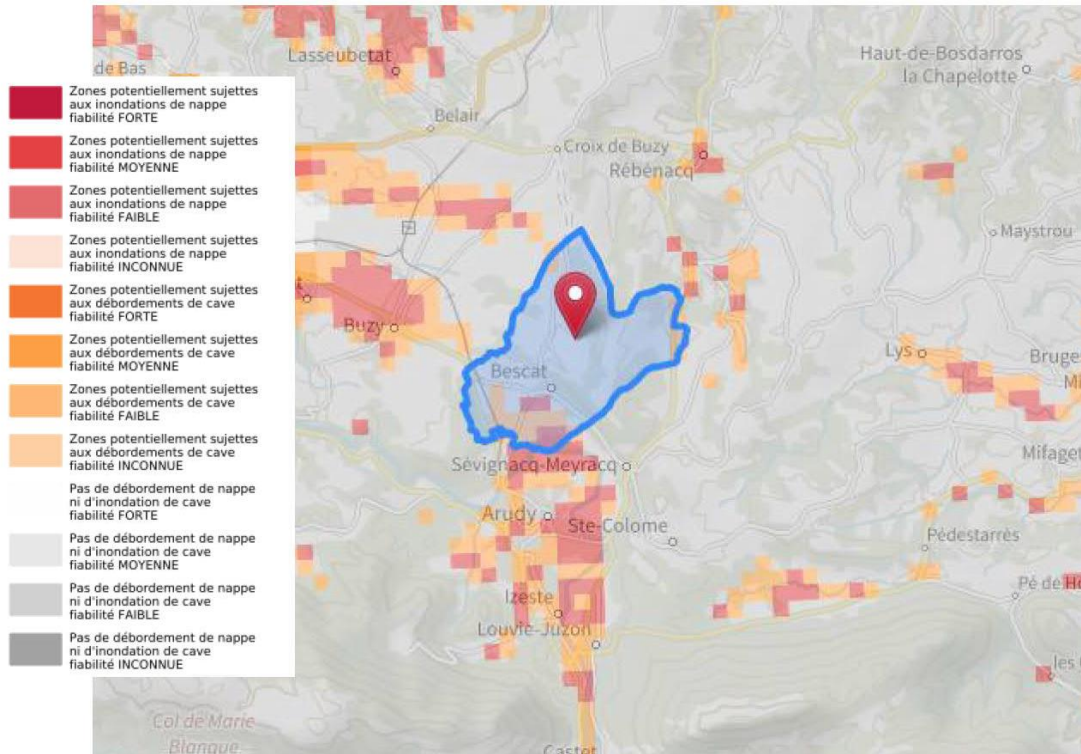 Zones potentiellement sujettes
aux inondations de nappe
fiabilité FORTE
Zones potentiellement sujettes
aux inondations de nappe
fiabilité MOYENNE
Zones potentiellement sujettes
aux inondations de nappe
fiabilité FAIBLE
Zones potentiellement sujettes
aux inondations de nappe
fiabilité INCONNUE
Zones potentiellement sujettes
aux débordements de cave
fiabilité FORTE
Zones potentiellement sujettes
aux débordements de cave
fiabilité MOYENNE
Zones potentiellement sujettes
aux débordements de cave
fiabilité FAIBLE
Zones potentiellement sujettes
aux débordements de cave
fiabilité INCONNUE
Pas de débordement de nappe
ni d'inondation de cave
fiabilité FORTE
Pas de débordement de nappe
ni d'inondation de cave
fiabilité MOYENNE
Pas de débordement de nappe
ni d'inondation de cave
fiabilité FAIBLE
Pas de débordement de nappe
ni d'inondation de cave
fiabilité INCONNUE
Lasseubetat
de Bas
Haut-de-Bosdarros
la Chapelotte
Belair
Croix de Buzy
Rébénacq
Maystrou
Buzy
Lys
Bruges
Mi
Bescat
Mifaget
Sévignacq-Meyracq
Arudy
Ste-Colome
Pédestarrès
Izeste
Pé de Ho
Louvie-Juzon
les
Col de Marie
Blanque
Castet